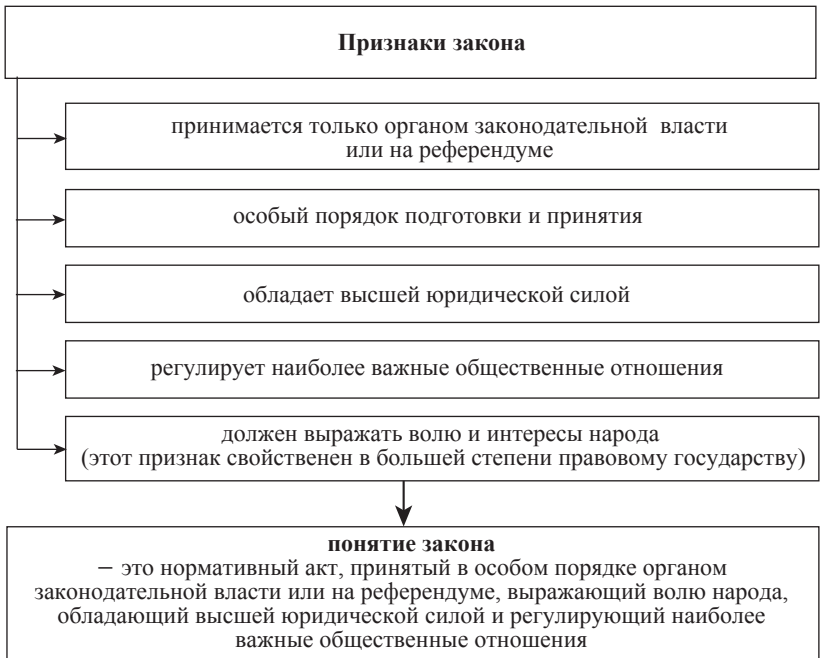 Признаки закона
принимается только органом законодательной власти
или на референдуме
особый порядок подготовки и принятия
обладает высшей юридической силой
регулирует наиболее важные общественные отношения
должен выражать волю и интересы народа
(этот признак свойственен в большей степени правовому государству)
понятие закона
– это нормативный акт, принятый в особом порядке органом
законодательной власти или на референдуме, выражающий волю народа,
обладающий высшей юридической силой и регулирующий наиболее
важные общественные отношения